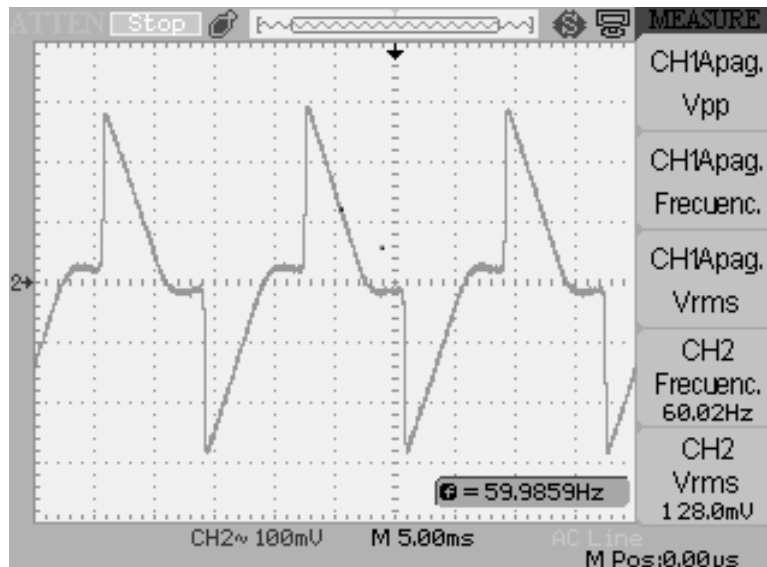 ATTEN Stop MEASURE
CH1Apag.
Vpp
CH1Apag.
Frecuenc.
CH1Apag.
Vrms
CH2
Frecuenc.
60.02Hz
CH2
Vrms
128.0mV
2
f = 59.9859Hz
CH2~ 100mV M 5.00ms AC Line
M Pos:0.00µs